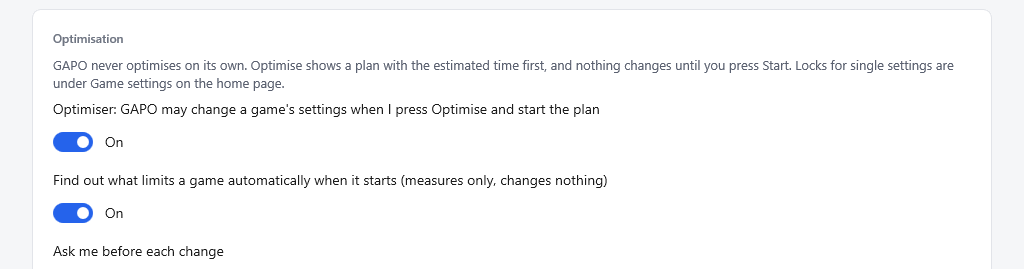 Optimisation
GAPO never optimises on its own. Optimise shows a plan with the estimated time first, and nothing changes until you press Start. Locks for single settings are
under Game settings on the home page.
Optimiser: GAPO may change a game's settings when I press Optimise and start the plan
On
Find out what limits a game automatically when it starts (measures only, changes nothing)
On
Ask me before each change